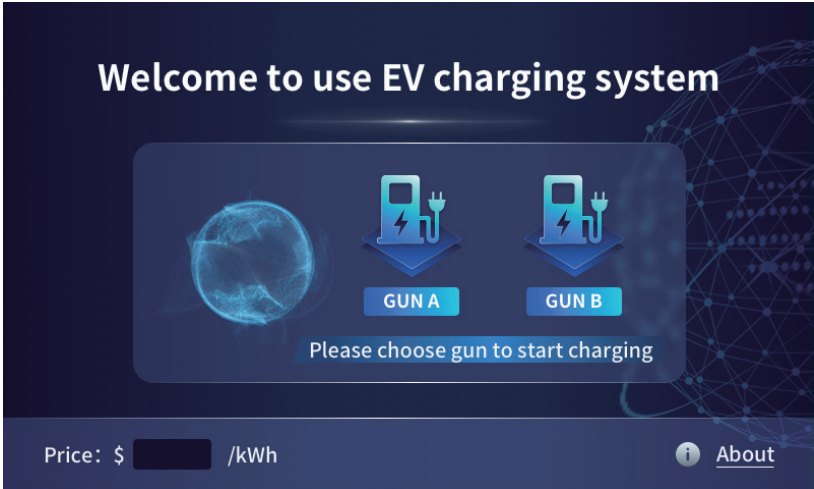 Welcome to use EV charging system
GUN A GUN B
Please choose gun to start charging
Price: $ /kWh
i About